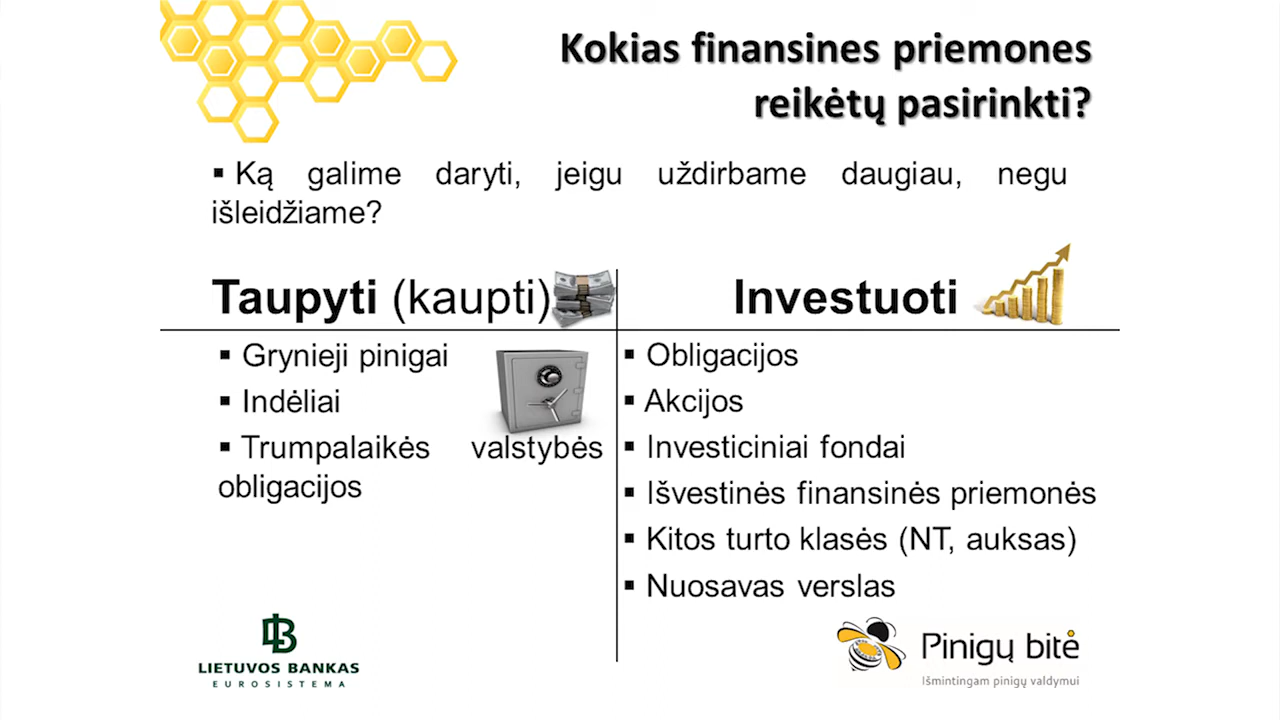 Kokias finansines priemones
reikėtų pasirinkti?
▪ Ką galime daryti, jeigu uždirbame daugiau, negu
išleidžiame?
Taupyti (kaupti)
▪ Grynieji pinigai
▪ Indėliai
▪ Trumpalaikės valstybės
obligacijos
Investuoti
▪ Obligacijos
▪ Akcijos
▪ Investiciniai fondai
▪ Išvestinės finansinės priemonės
▪ Kitos turto klasės (NT, auksas)
▪ Nuosavas verslas
LIETUVOS BANKAS
EUROSISTEMA
Pinigų bitė
Išmintingam pinigų valdymui